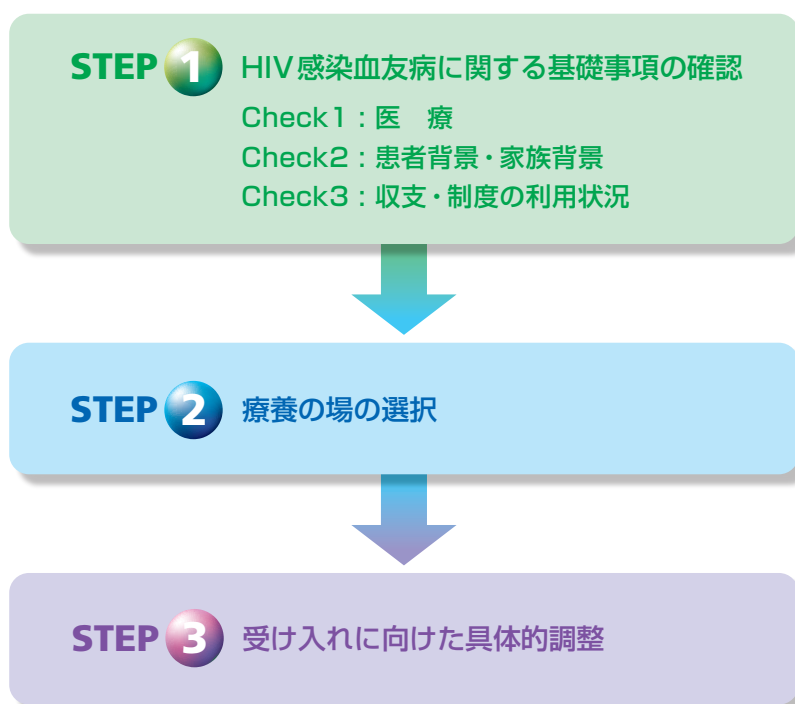 STEP 1 HIV感染血友病に関する基礎事項の確認
Check1：医　療
Check2：患者背景・家族背景
Check3：収支・制度の利用状況
STEP 2 療養の場の選択
STEP 3 受け入れに向けた具体的調整